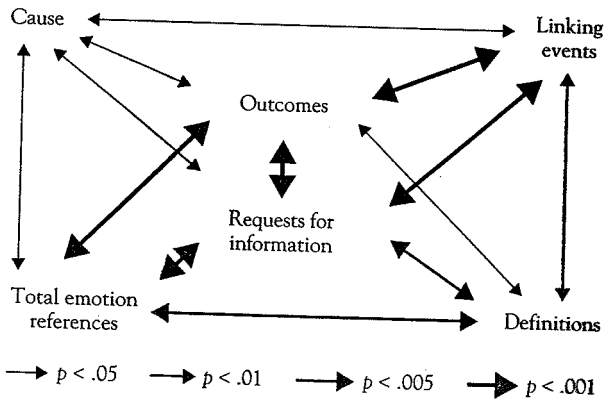 Cause
Linking
events
Outcomes
Requests for
information
Total emotion
references
Definitions
p < .05
p < .01
p < .005
p < .001